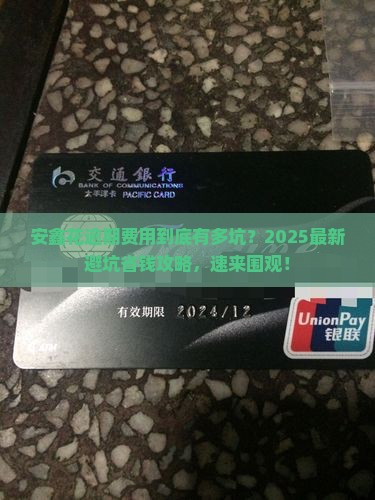 交通銀行
BANK OF COMMUNICATIONS
太平洋卡 PACIFIC CARD
安鑫花逾期费用到底有多坑？2025最新
避坑省钱攻略，速来围观！
有效期限 2024/12
UnionPay
银联
ATM